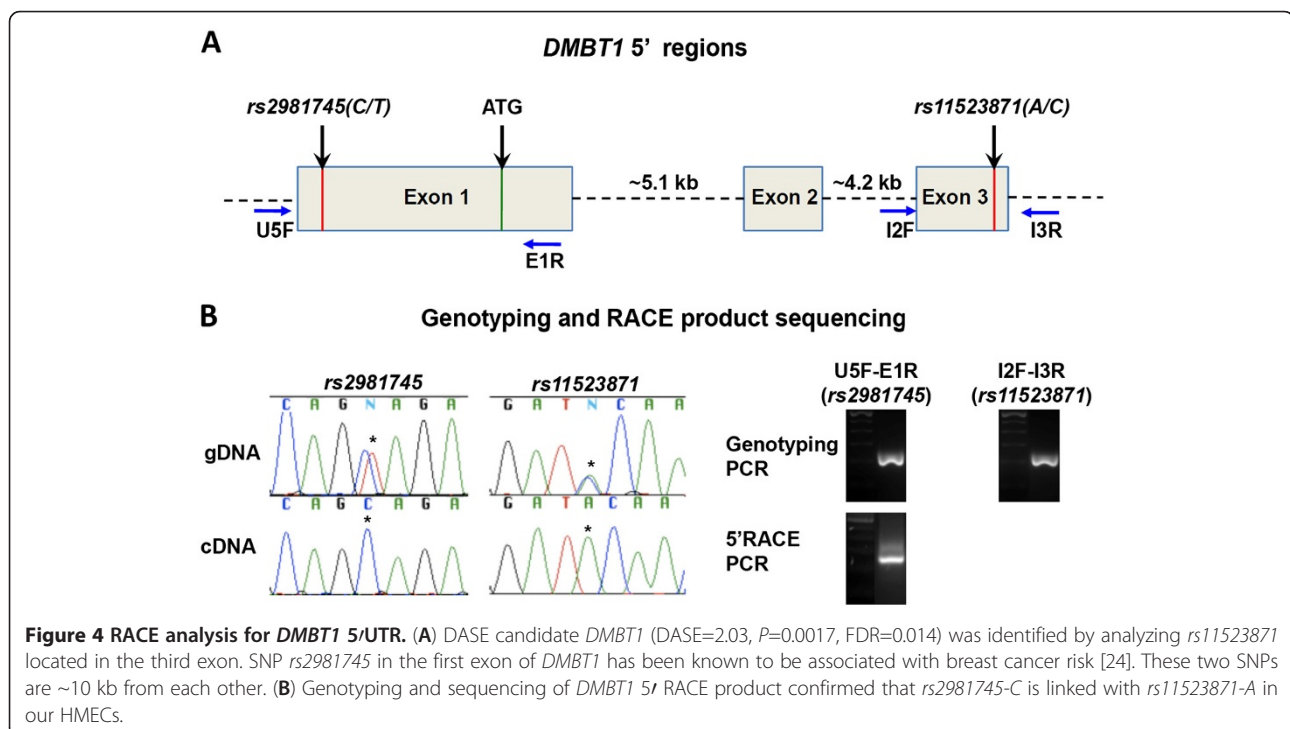 A
DMBT1 5' regions
rs2981745(C/T)
ATG
rs11523871(A/C)
Exon 1
~5.1 kb
Exon 2
~4.2 kb
Exon 3
U5F
E1R
I2F
I3R
B
Genotyping and RACE product sequencing
rs2981745
rs11523871
U5F-E1R
(rs2981745)
I2F-I3R
(rs11523871)
C A G N A G A
G A T N C A A
*
*
gDNA
Genotyping
PCR
C A G C A G A
G A T A C A A
*
*
cDNA
5'RACE
PCR
Figure 4 RACE analysis for DMBT1 5′UTR. (A) DASE candidate DMBT1 (DASE=2.03, P=0.0017, FDR=0.014) was identified by analyzing rs11523871
located in the third exon. SNP rs2981745 in the first exon of DMBT1 has been known to be associated with breast cancer risk [24]. These two SNPs
are ~10 kb from each other. (B) Genotyping and sequencing of DMBT1 5′ RACE product confirmed that rs2981745-C is linked with rs11523871-A in
our HMECs.